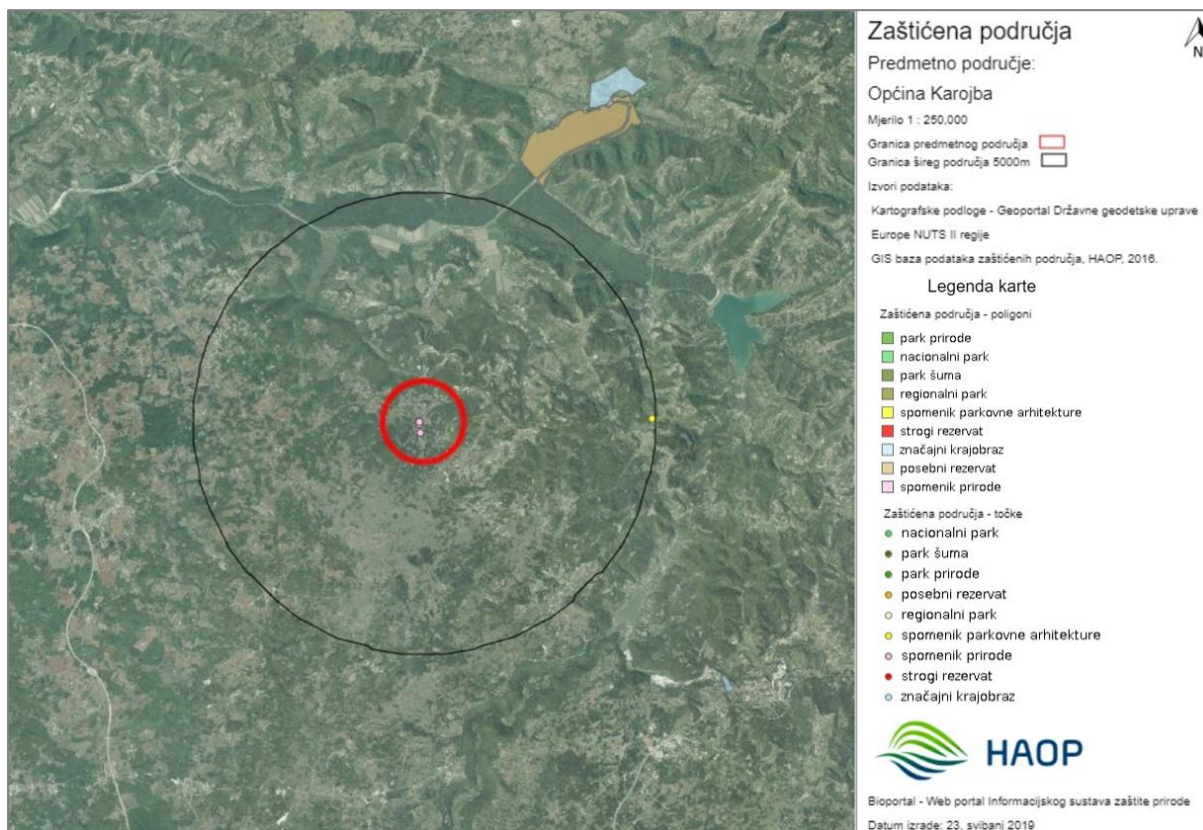 Zaštićena područja
N
Predmetno područje:
Općina Karojba
Mjerilo 1 : 250,000
Granica predmetnog područja
Granica šireg područja 5000m
Izvori podataka:
Kartografske podloge - Geoportal Državne geodetske uprave
Europe NUTS II regije
GIS baza podataka zaštićenih područja, HAOP, 2016.
Legenda karte
Zaštićena područja - poligoni
park prirode
nacionalni park
park šuma
regionalni park
spomenik parkovne arhitekture
strogi rezervat
značajni krajobraz
posebni rezervat
spomenik prirode
Zaštićena područja - točke
nacionalni park
park šuma
park prirode
posebni rezervat
regionalni park
spomenik parkovne arhitekture
spomenik prirode
strogi rezervat
značajni krajobraz
HAOP
Bioportal - Web portal Informacijskog sustava zaštite prirode
Datum izrade: 23. svibanj 2019